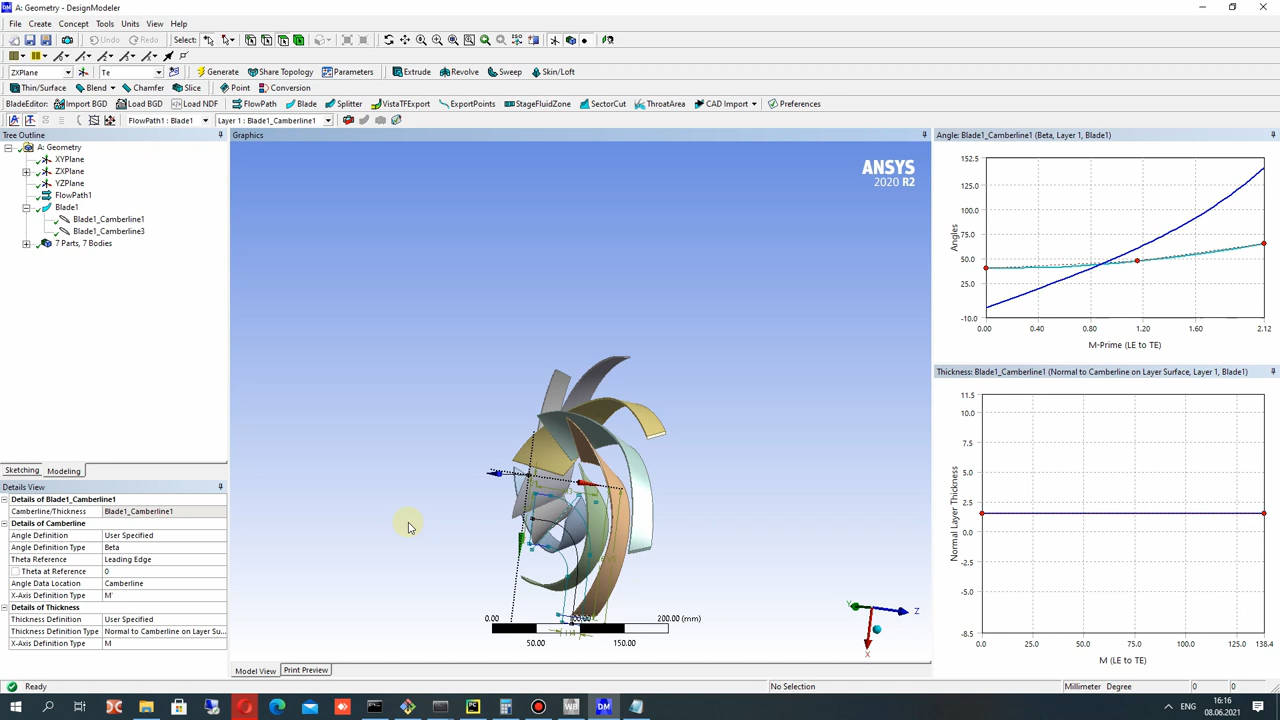 A: Geometry - DesignModeler
File Create Concept Tools Units View Help
Undo Redo Select:
ZXPlane Te Generate Share Topology Parameters Extrude Revolve Sweep Skin/Loft
Thin/Surface Blend Chamfer Slice Point Conversion
BladeEditor: Import BGD Load BGD Load NDF FlowPath Blade Splitter VistaTFExport ExportPoints StageFluidZone SectorCut ThroatArea CAD Import Preferences
FlowPath1 : Blade1 Layer 1 : Blade1_Camberline1
Tree Outline
A: Geometry
XYPlane
ZXPlane
YZPlane
FlowPath1
Blade1
Blade1_Camberline1
Blade1_Camberline3
7 Parts, 7 Bodies
Sketching Modeling
Details View
Details of Blade1_Camberline1
Camberline/Thickness Blade1_Camberline1
Details of Camberline
Angle Definition User Specified
Angle Definition Type Beta
Theta Reference Leading Edge
Theta at Reference 0
Angle Data Location Camberline
X-Axis Definition Type M'
Details of Thickness
Thickness Definition User Specified
Thickness Definition Type Normal to Camberline on Layer Su...
X-Axis Definition Type M
Graphics
ANSYS
2020 R2
0.00 200.00 (mm)
50.00 150.00
Y Z
X
Model View Print Preview
Angle: Blade1_Camberline1 (Beta, Layer 1, Blade1)
152.5
125.0
100.0
75.0
50.0
25.0
-10.0
Angles
0.00 0.40 0.80 1.20 1.60 2.12
M-Prime (LE to TE)
Thickness: Blade1_Camberline1 (Normal to Camberline on Layer Surface, Layer 1, Blade1)
11.5
10.0
7.5
5.0
2.5
0.0
-2.5
-5.0
-8.5
Normal Layer Thickness
0.0 25.0 50.0 75.0 100.0 138.4
M (LE to TE)
Ready No Selection Millimeter Degree 0 0
ENG 16:16
08.06.2021